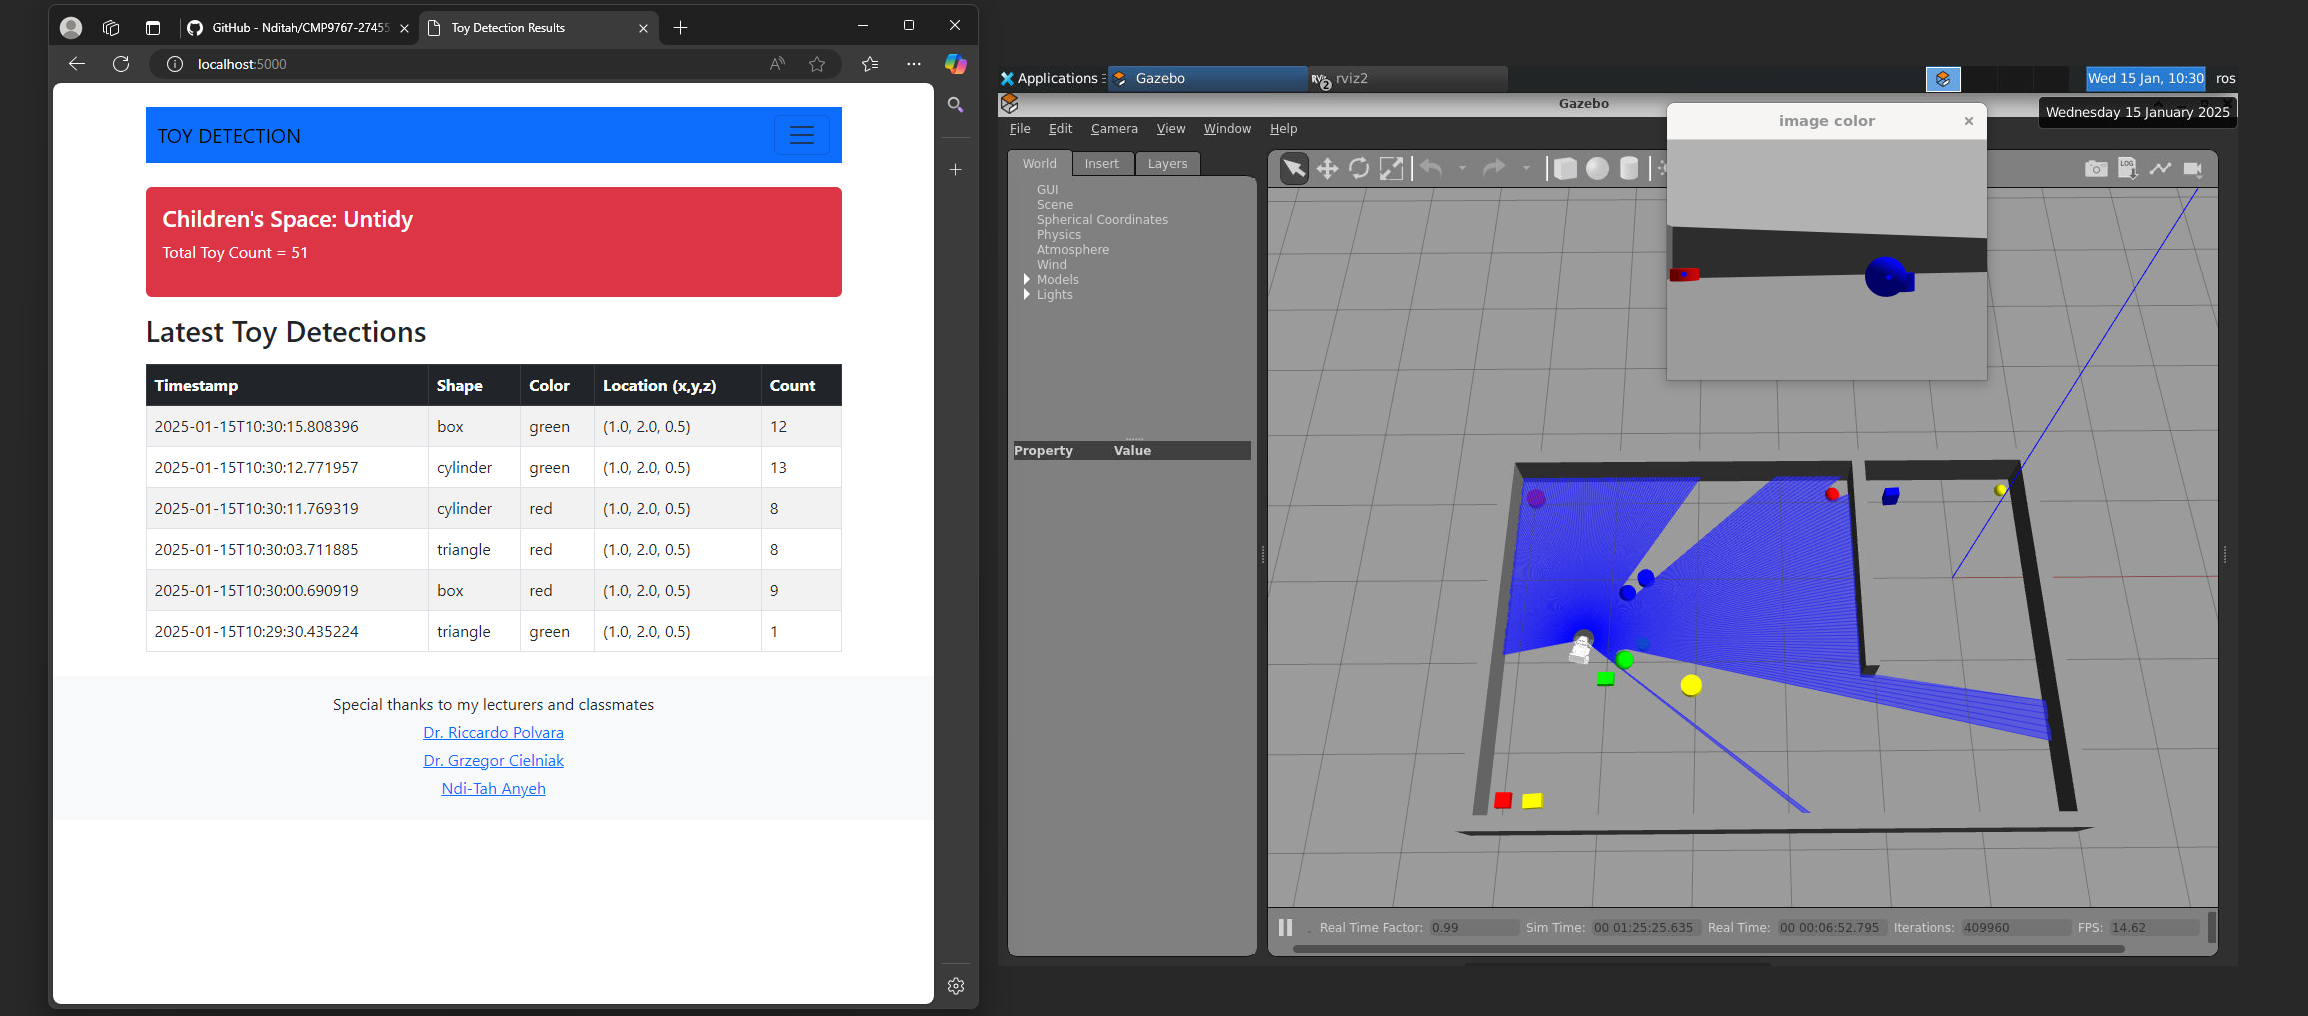 GitHub - Nditah/CMP9767-27455
Toy Detection Results
localhost:5000
TOY DETECTION
Children's Space: Untidy
Total Toy Count = 51
Latest Toy Detections
Timestamp Shape Color Location (x,y,z) Count
2025-01-15T10:30:15.808396 box green (1.0, 2.0, 0.5) 12
2025-01-15T10:30:12.771957 cylinder green (1.0, 2.0, 0.5) 13
2025-01-15T10:30:11.769319 cylinder red (1.0, 2.0, 0.5) 8
2025-01-15T10:30:03.711885 triangle red (1.0, 2.0, 0.5) 8
2025-01-15T10:30:00.690919 box red (1.0, 2.0, 0.5) 9
2025-01-15T10:29:30.435224 triangle green (1.0, 2.0, 0.5) 1
Special thanks to my lecturers and classmates
Dr. Riccardo Polvara
Dr. Grzegor Cielniak
Ndi-Tah Anyeh
Applications Gazebo rviz2 Wed 15 Jan, 10:30 ros
Gazebo
Wednesday 15 January 2025
File Edit Camera View Window Help
image color
World Insert Layers
LOG
GUI
Scene
Spherical Coordinates
Physics
Atmosphere
Wind
Models
Lights
Property Value
Real Time Factor: 0.99 Sim Time: 00 01:25:25.635 Real Time: 00 00:06:52.795 Iterations: 409960 FPS: 14.62